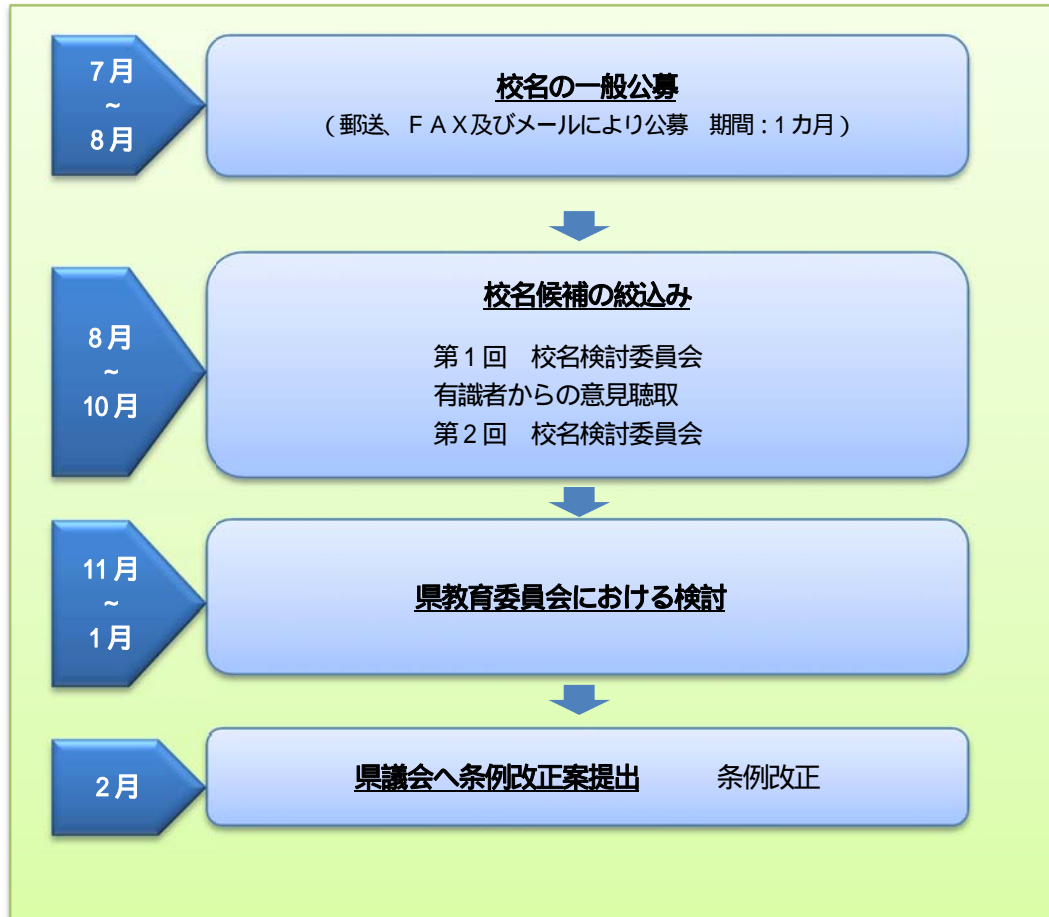 7月
~
8月
校名の一般公募
(郵送、FAX及びメールにより公募 期間:1カ月)
8月
~
10月
校名候補の絞込み
第1回 校名検討委員会
有識者からの意見聴取
第2回 校名検討委員会
11月
~
1月
県教育委員会における検討
2月
県議会へ条例改正案提出 条例改正